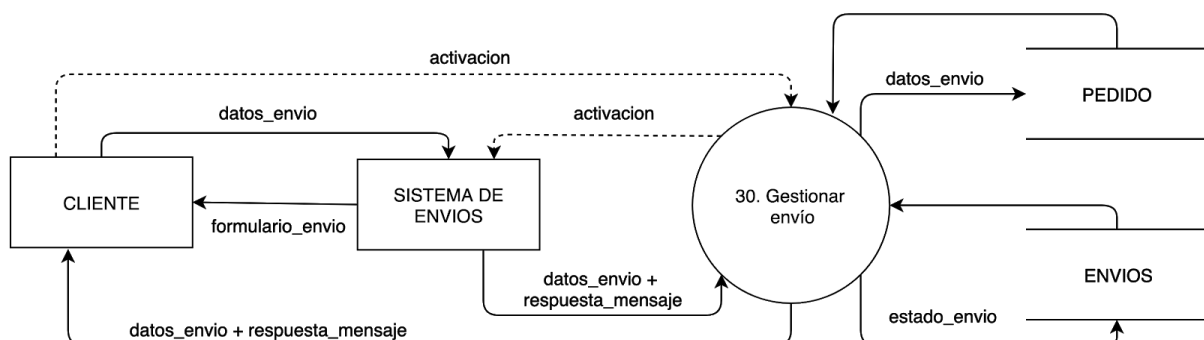 activacion
datos_envio
activacion
datos_envio
PEDIDO
CLIENTE
SISTEMA DE
ENVIOS
30. Gestionar
envío
formulario_envio
datos_envio +
respuesta_mensaje
ENVIOS
estado_envio
datos_envio + respuesta_mensaje